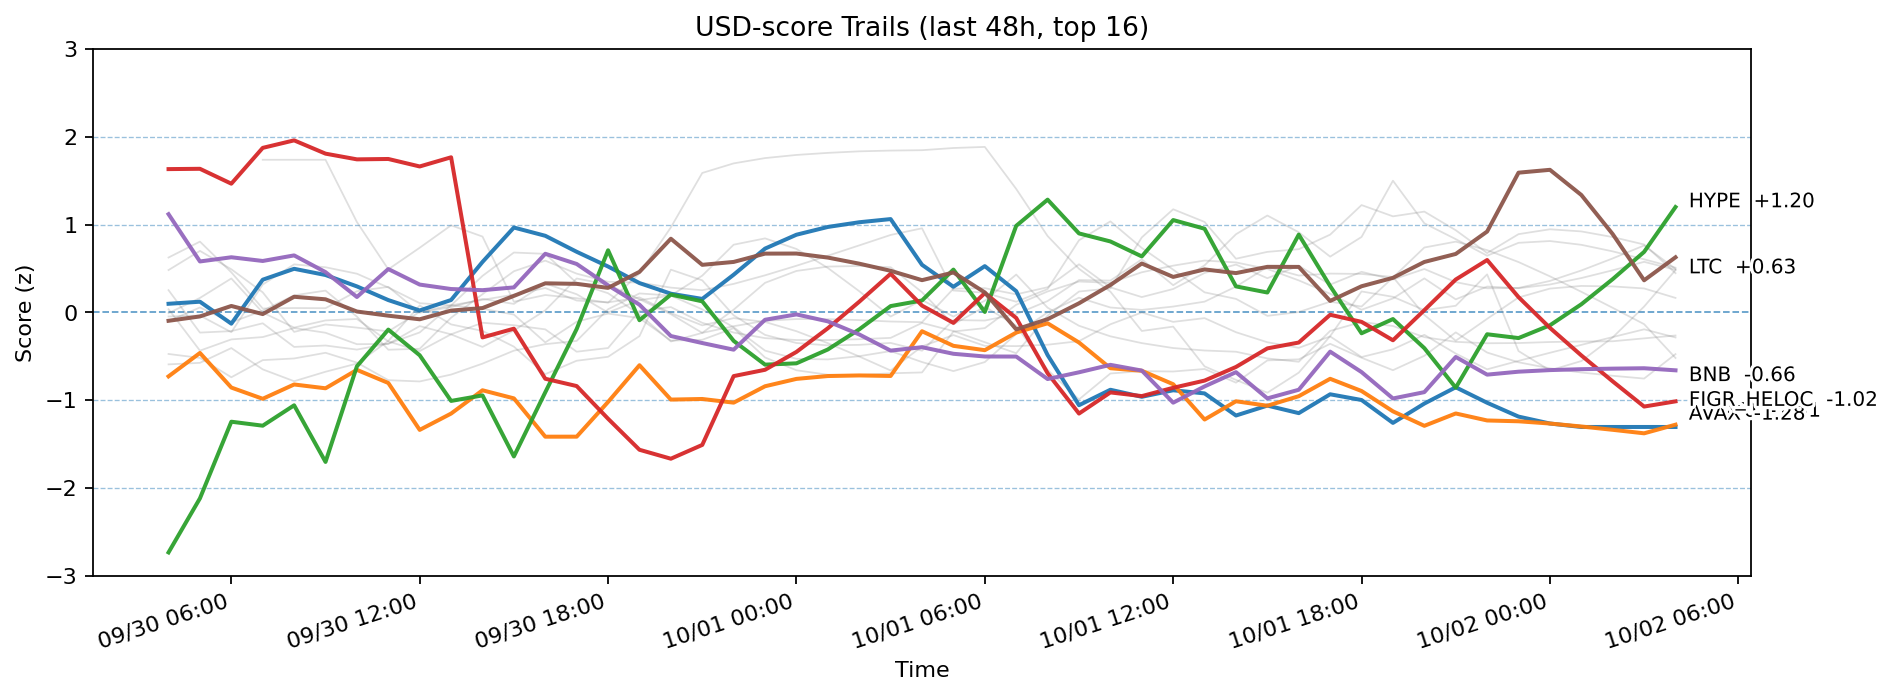 USD-score Trails (last 48h, top 16)
Score (z)
3
2
1
0
−1
−2
−3
HYPE +1.20
LTC +0.63
BNB -0.66
FIGR_HELOC -1.02
AVAX -1.28
09/30 06:00
09/30 12:00
09/30 18:00
10/01 00:00
10/01 06:00
10/01 12:00
10/01 18:00
10/02 00:00
10/02 06:00
Time